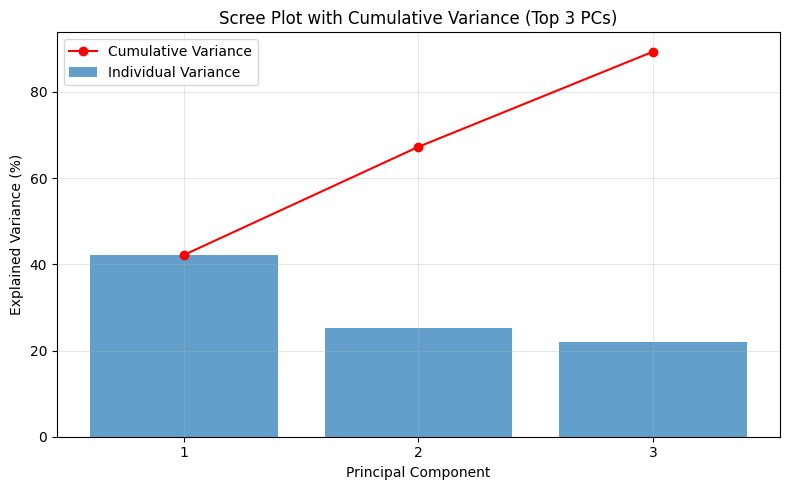 Scree Plot with Cumulative Variance (Top 3 PCs)
Cumulative Variance
Individual Variance
Explained Variance (%)
80
60
40
20
0
1 2 3
Principal Component